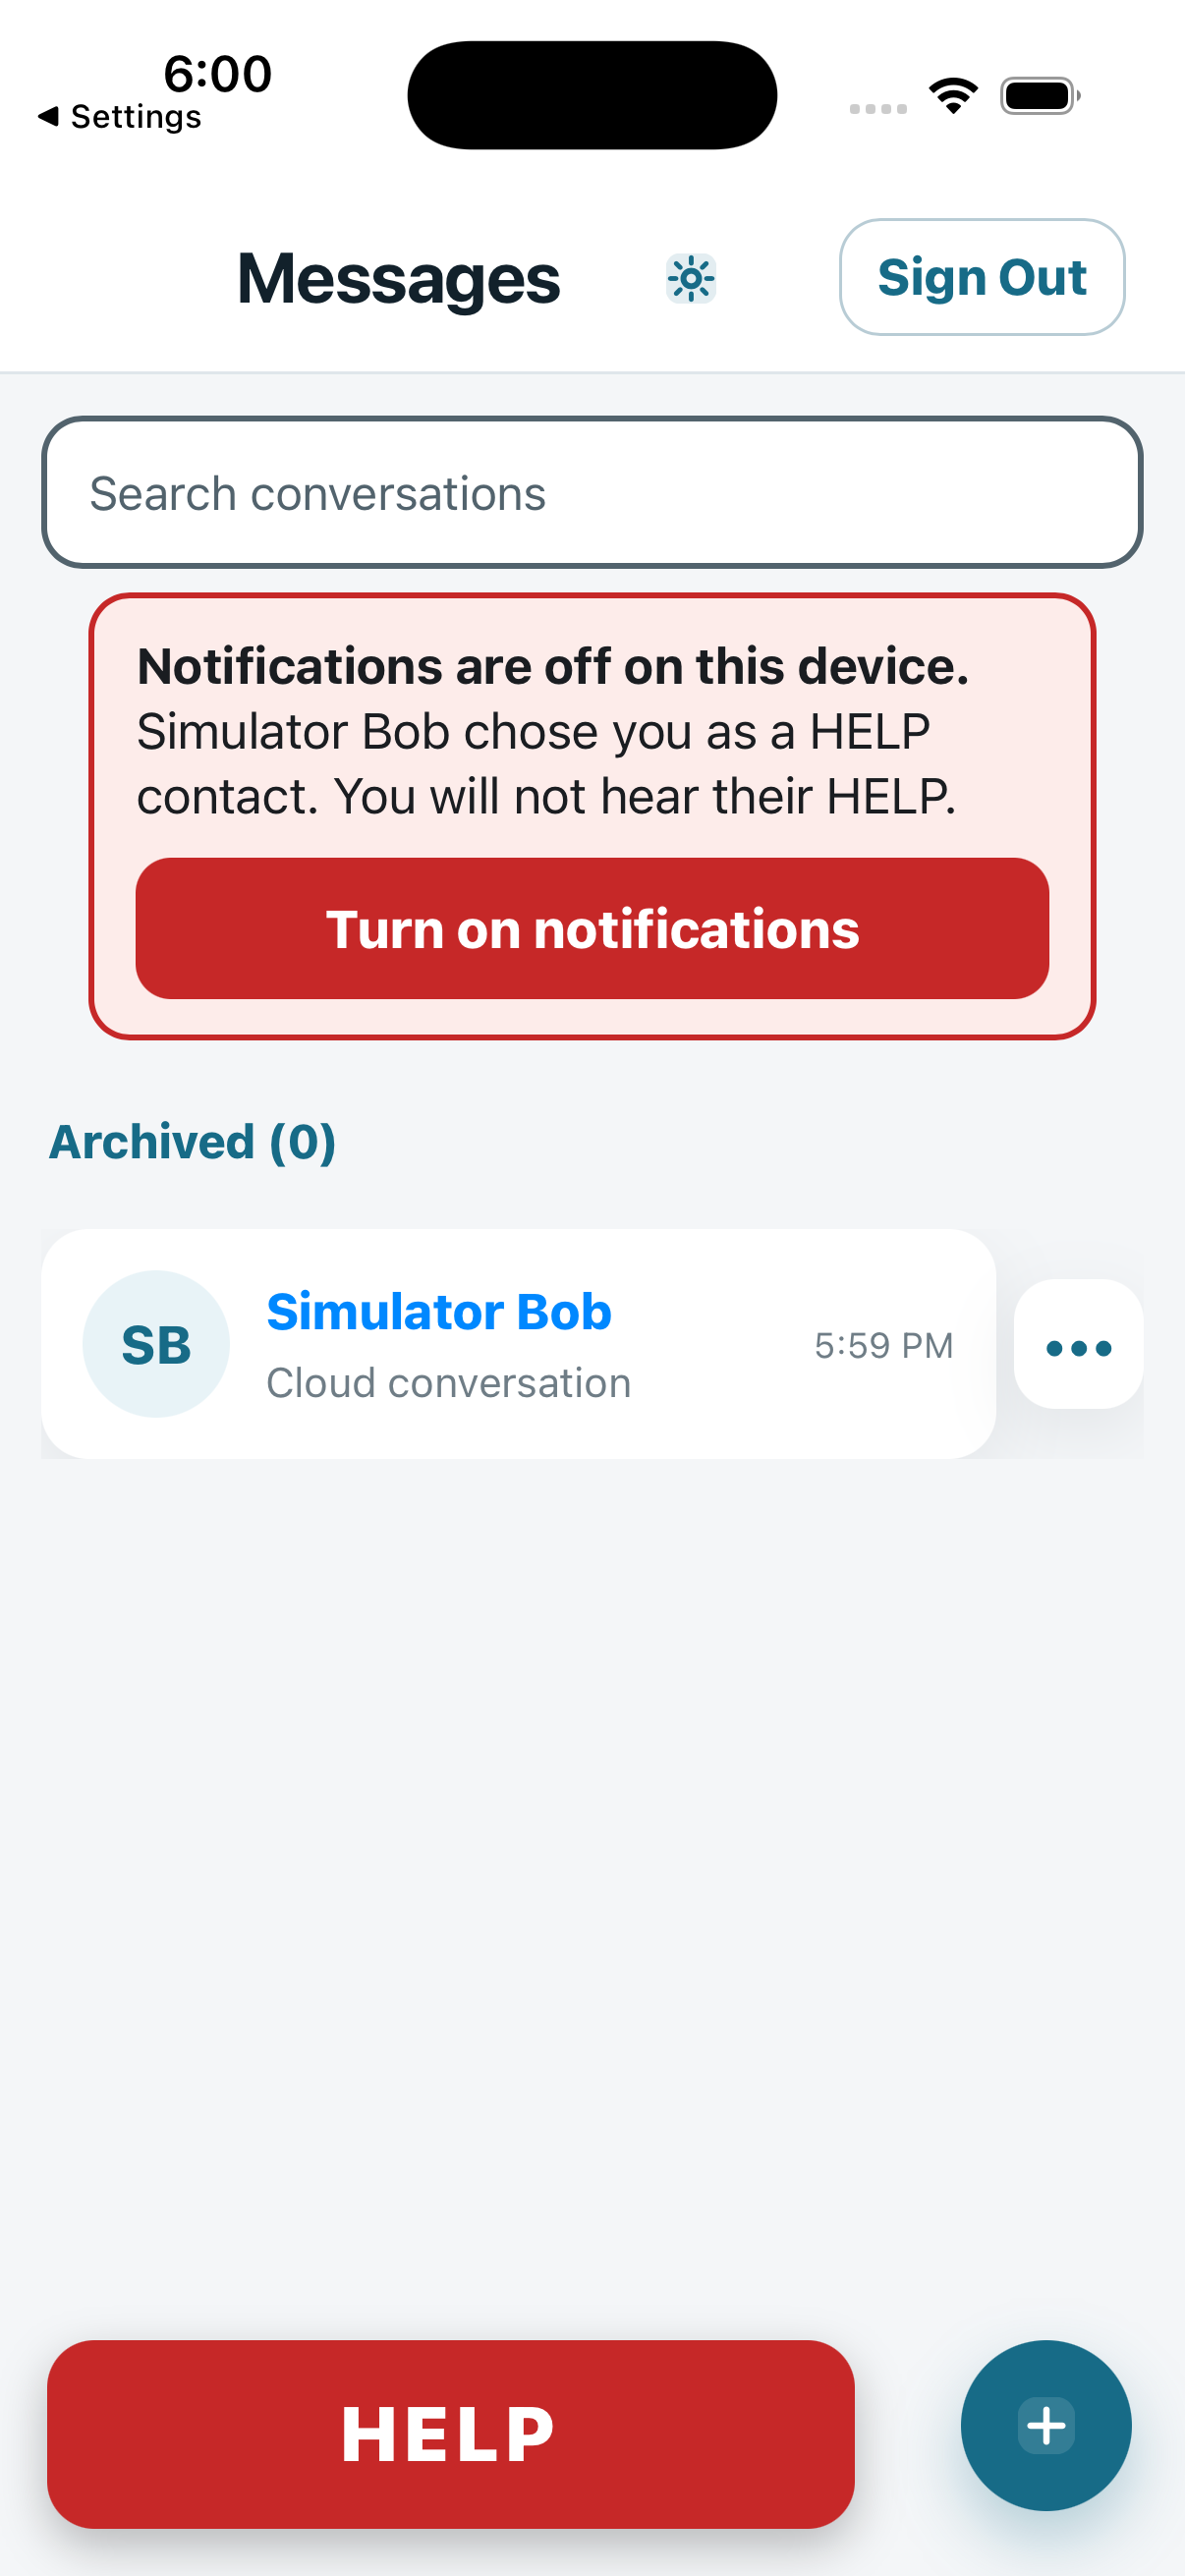 6:00
◀ Settings
Messages
Sign Out
Search conversations
Notifications are off on this device.
Simulator Bob chose you as a HELP
contact. You will not hear their HELP.
Turn on notifications
Archived (0)
SB
Simulator Bob
Cloud conversation
5:59 PM
HELP